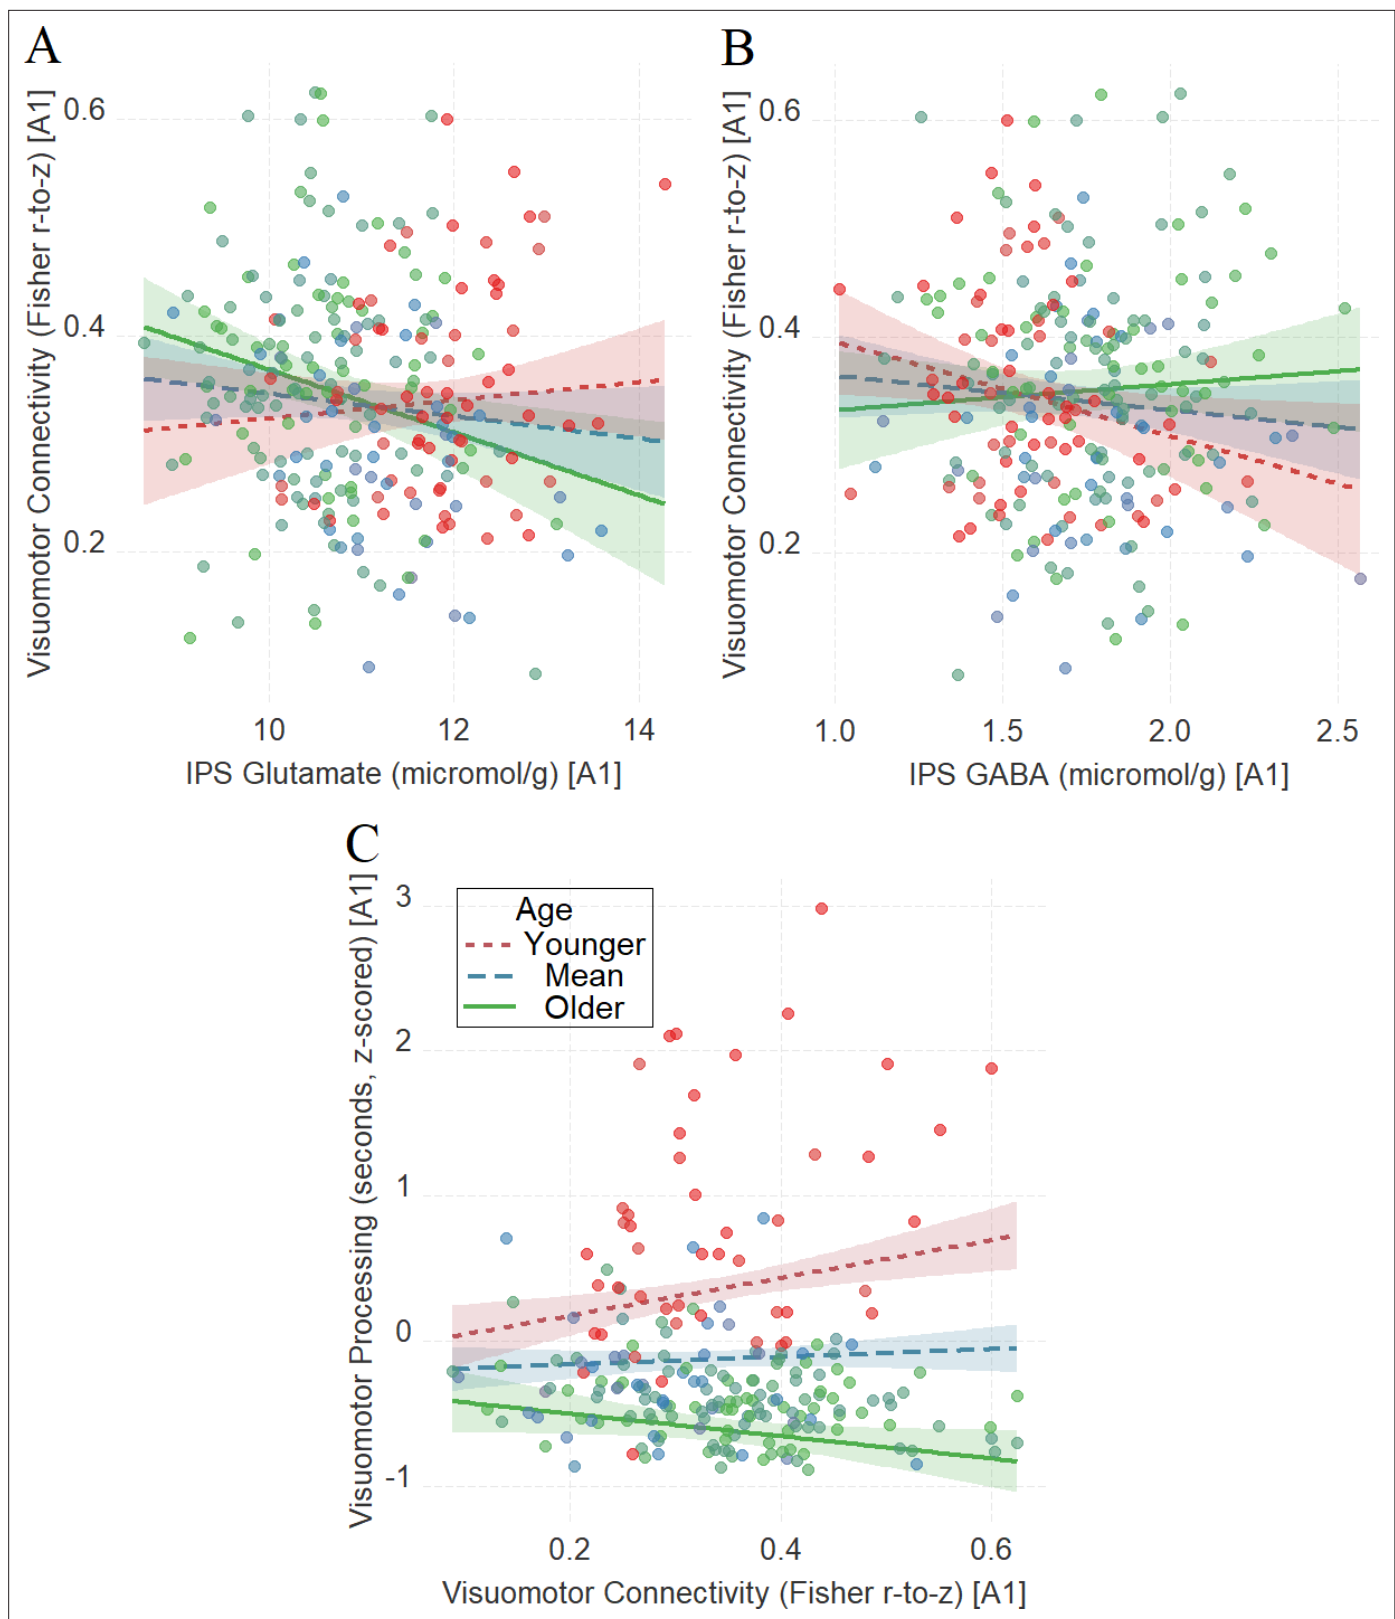 A
Visuomotor Connectivity (Fisher r-to-z) [A1]
0.6
0.4
0.2
10 12 14
IPS Glutamate (micromol/g) [A1]
B
Visuomotor Connectivity (Fisher r-to-z) [A1]
0.6
0.4
0.2
1.0 1.5 2.0 2.5
IPS GABA (micromol/g) [A1]
C
Visuomotor Processing (seconds, z-scored) [A1]
3
2
1
0
-1
Age
Younger
Mean
Older
0.2 0.4 0.6
Visuomotor Connectivity (Fisher r-to-z) [A1]